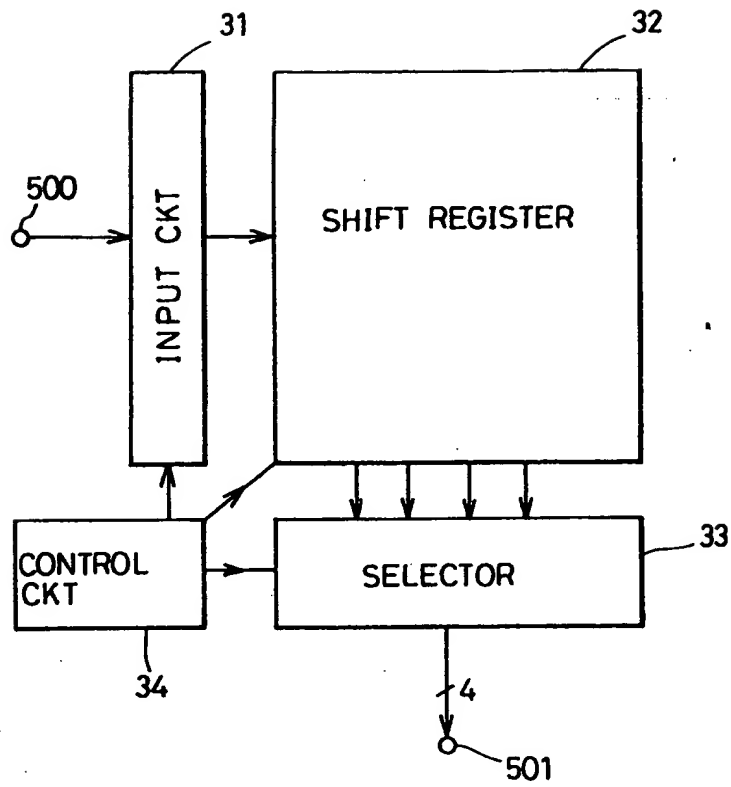 31
32
500
INPUT CKT
SHIFT REGISTER
CONTROL
CKT
SELECTOR
33
34
4
501